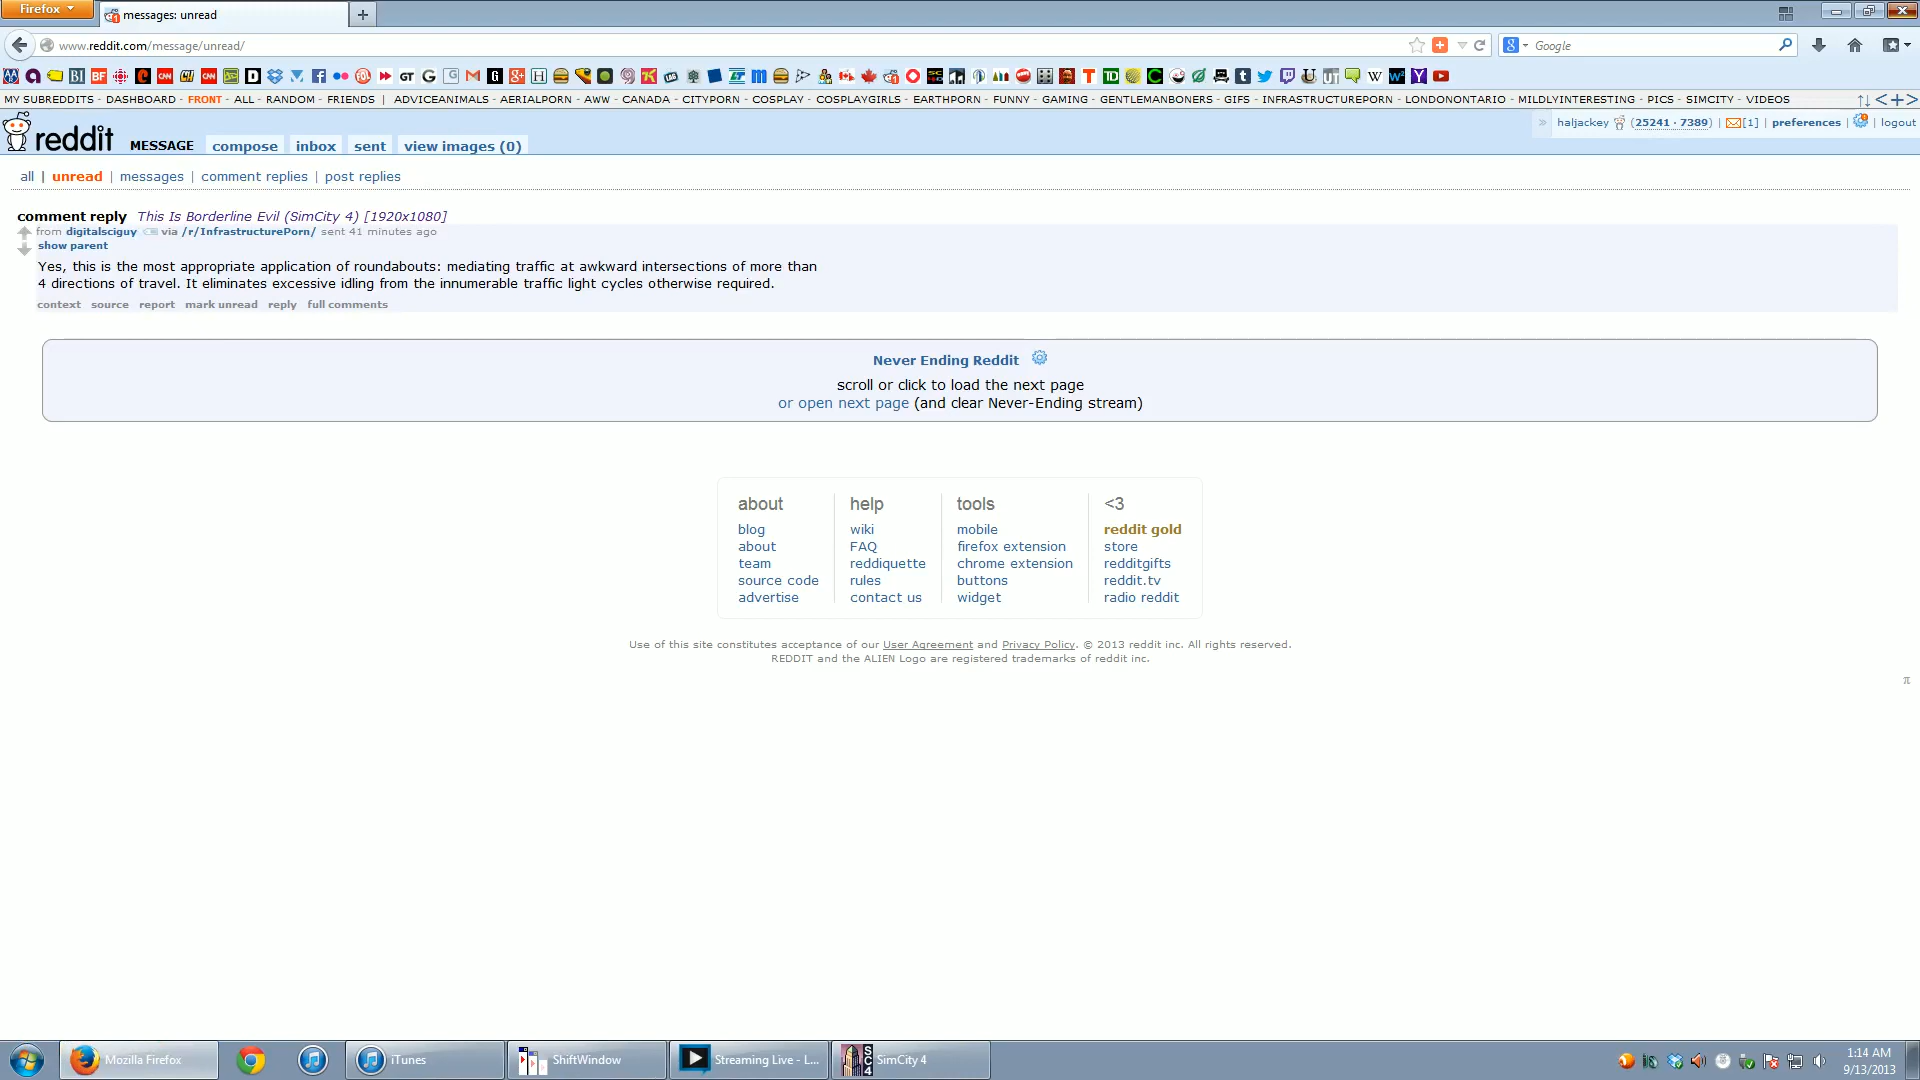 Firefox
messages: unread
www.reddit.com/message/unread/
Google
MY SUBREDDITS - DASHBOARD - FRONT - ALL - RANDOM - FRIENDS | ADVICEANIMALS - AERIALPORN - AWW - CANADA - CITYPORN - COSPLAY - COSPLAYGIRLS - EARTHPORN - FUNNY - GAMING - GENTLEMANBONERS - GIFS - INFRASTRUCTUREPORN - LONDONONTARIO - MILDLYINTERESTING - PICS - SIMCITY - VIDEOS
haljackey (25241 · 7389) | [1] | preferences | | logout
reddit MESSAGE compose inbox sent view images (0)
all | unread | messages | comment replies | post replies
comment reply This Is Borderline Evil (SimCity 4) [1920x1080]
from digitalsciguy via /r/InfrastructurePorn/ sent 41 minutes ago
show parent
Yes, this is the most appropriate application of roundabouts: mediating traffic at awkward intersections of more than
4 directions of travel. It eliminates excessive idling from the innumerable traffic light cycles otherwise required.
context source report mark unread reply full comments
Never Ending Reddit
scroll or click to load the next page
or open next page (and clear Never-Ending stream)
about help tools <3
blog wiki mobile reddit gold
about FAQ firefox extension store
team reddiquette chrome extension redditgifts
source code rules buttons reddit.tv
advertise contact us widget radio reddit
Use of this site constitutes acceptance of our User Agreement and Privacy Policy. © 2013 reddit inc. All rights reserved.
REDDIT and the ALIEN Logo are registered trademarks of reddit inc.
π
Mozilla Firefox iTunes ShiftWindow Streaming Live - L... SimCity 4
1:14 AM
9/13/2013